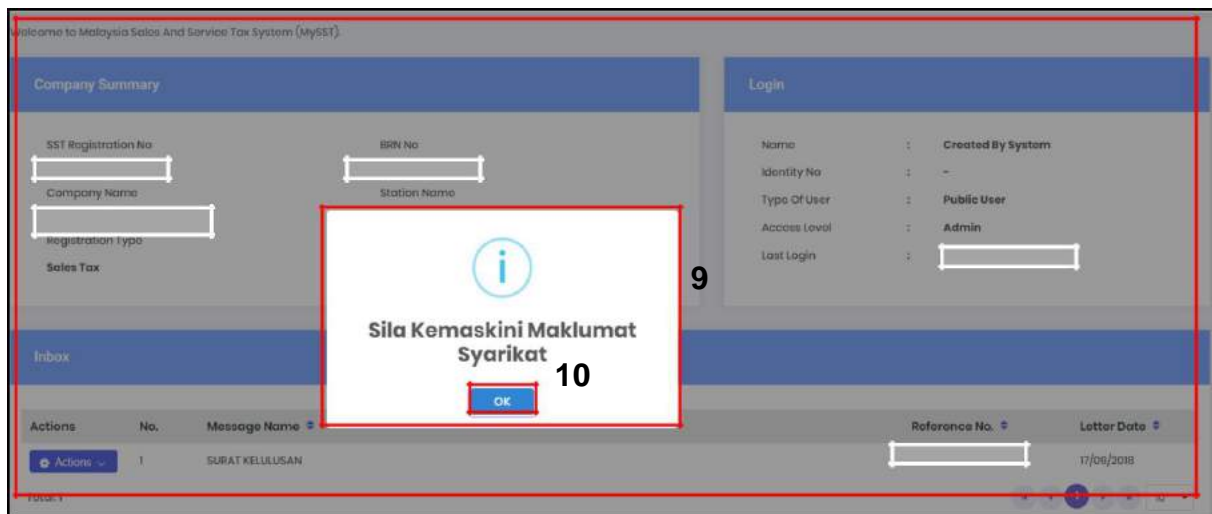 Welcome to Malaysia Sales And Service Tax System (MySST).
Company Summary
Login
SST Registration No
BRN No
Company Name
Station Name
Registration Type
Sales Tax
Name : Created By System
Identity No : -
Type Of User : Public User
Access Level : Admin
Last Login :
9
i
Sila Kemaskini Maklumat
Syarikat
10
OK
Inbox
Actions No. Message Name Reference No. Letter Date
Actions 1 SURAT KELULUSAN 17/06/2018
Total: 1 1 10